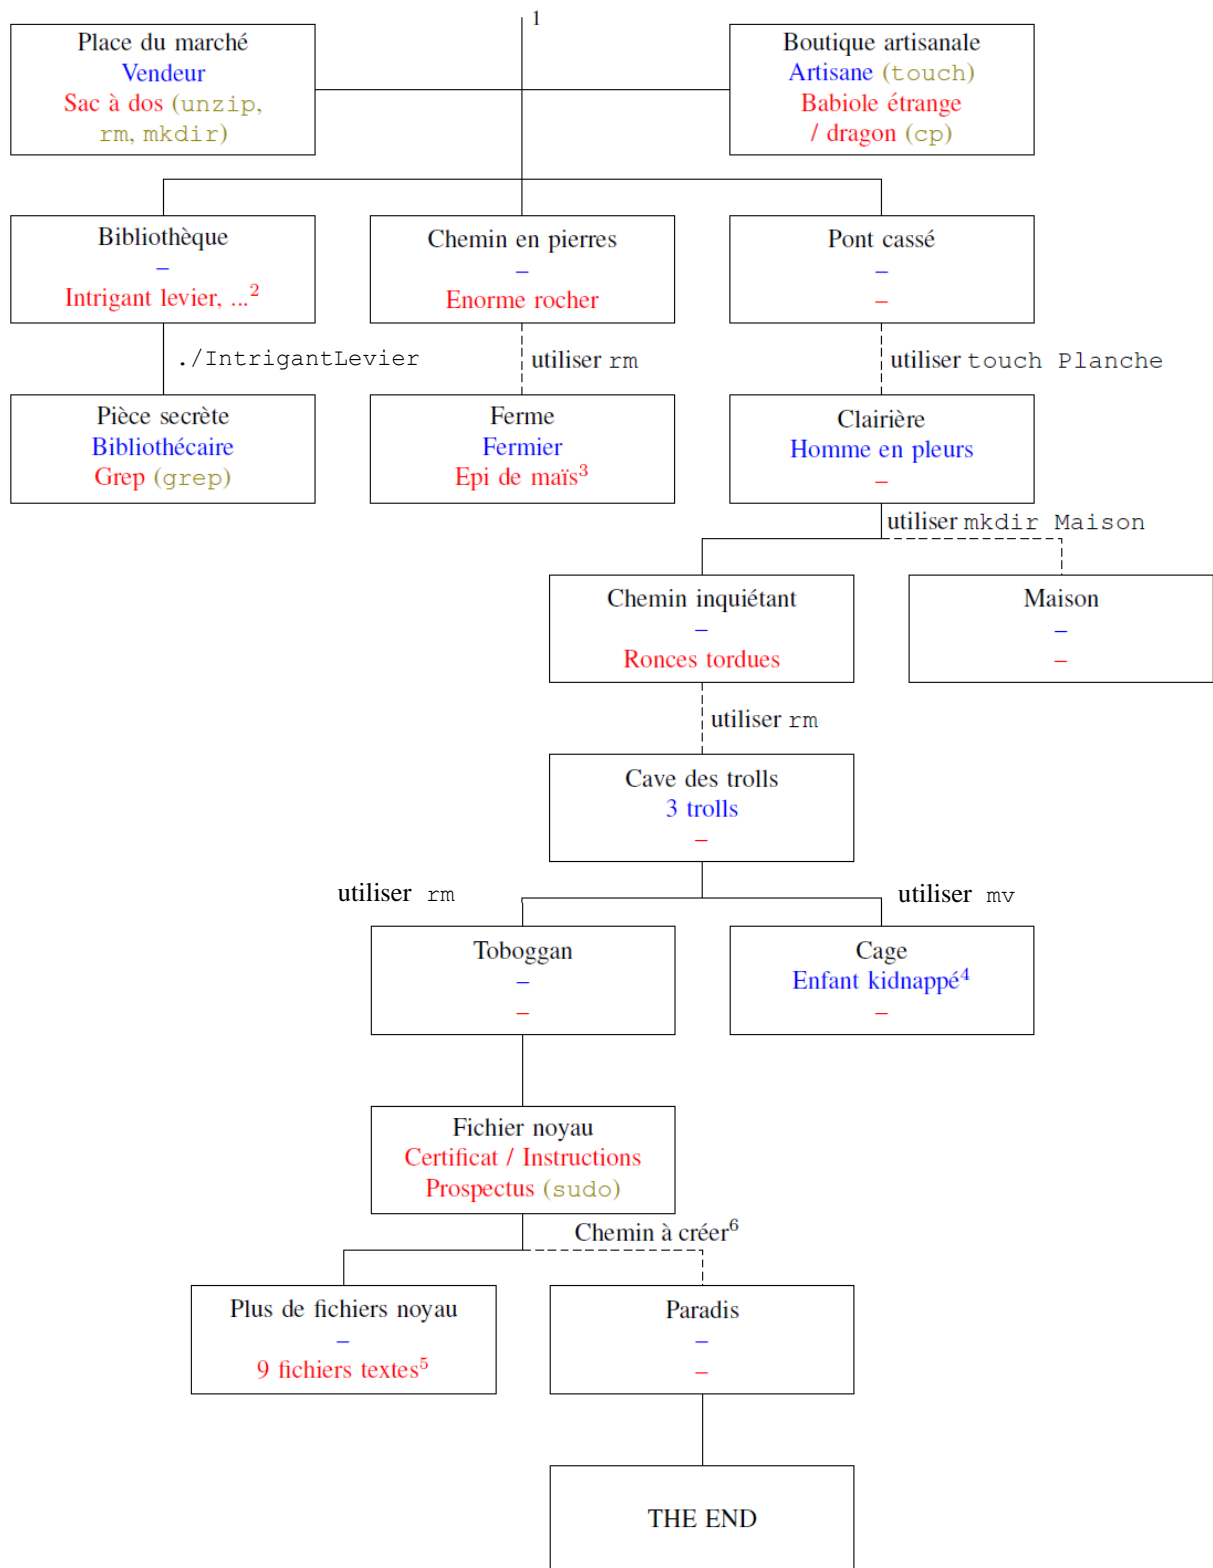 1
Place du marché
Vendeur
Sac à dos (unzip,
rm, mkdir)
Boutique artisanale
Artisane (touch)
Babiole étrange
/ dragon (cp)
Bibliothèque
–
Intrigant levier, ...2
Chemin en pierres
–
Enorme rocher
Pont cassé
–
–
./IntrigantLevier
utiliser rm
utiliser touch Planche
Pièce secrète
Bibliothécaire
Grep (grep)
Ferme
Fermier
Epi de maïs3
Clairière
Homme en pleurs
–
utiliser mkdir Maison
Chemin inquiétant
–
Ronces tordues
Maison
–
–
utiliser rm
Cave des trolls
3 trolls
–
utiliser rm
utiliser mv
Toboggan
–
–
Cage
Enfant kidnappé4
–
Fichier noyau
Certificat / Instructions
Prospectus (sudo)
Chemin à créer6
Plus de fichiers noyau
–
9 fichiers textes5
Paradis
–
–
THE END